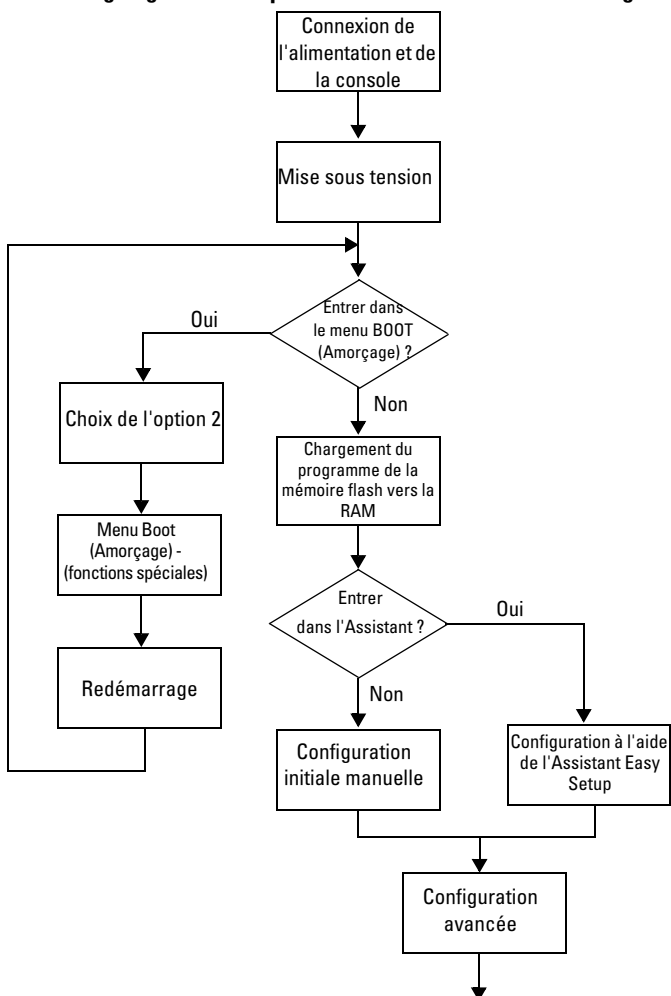 Connexion de
l'alimentation et de
la console
Mise sous tension
Entrer dans
le menu BOOT
(Amorçage) ?
Oui
Non
Choix de l'option 2
Chargement du
programme de la
mémoire flash vers la
RAM
Menu Boot
(Amorçage) -
(fonctions spéciales)
Entrer
dans l'Assistant ?
Oui
Non
Redémarrage
Configuration
initiale manuelle
Configuration à l'aide
de l'Assistant Easy
Setup
Configuration
avancée